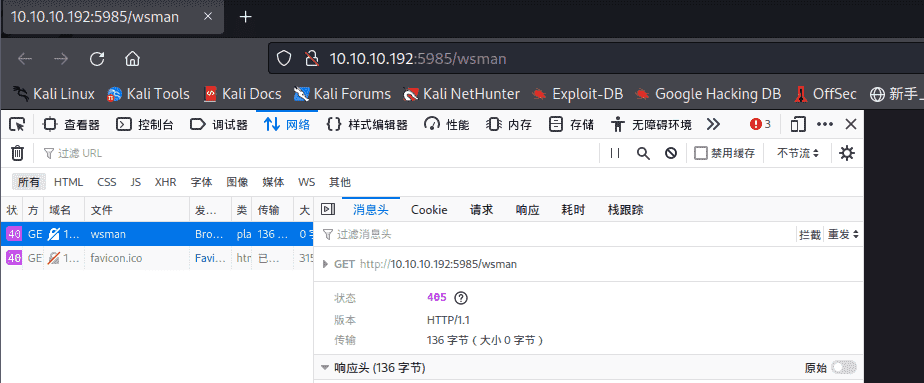 10.10.10.192:5985/wsman
10.10.10.192:5985/wsman
Kali Linux Kali Tools Kali Docs Kali Forums Kali NetHunter Exploit-DB Google Hacking DB OffSec 新手_
查看器 控制台 调试器 网络 样式编辑器 性能 内存 存储 无障碍环境 3
过滤 URL 禁用缓存 不节流
所有 HTML CSS JS XHR 字体 图像 媒体 WS 其他
状 方 域名 文件 发… 类 传输 大 消息头 Cookie 请求 响应 耗时 栈跟踪
40 GE 1… wsman Bro… pla 136 … 0 过滤消息头 拦截 重发
40 GE 1… favicon.ico Favi… htr 已… 315
GET http://10.10.10.192:5985/wsman
状态 405
版本 HTTP/1.1
传输 136 字节（大小 0 字节）
响应头 (136 字节) 原始